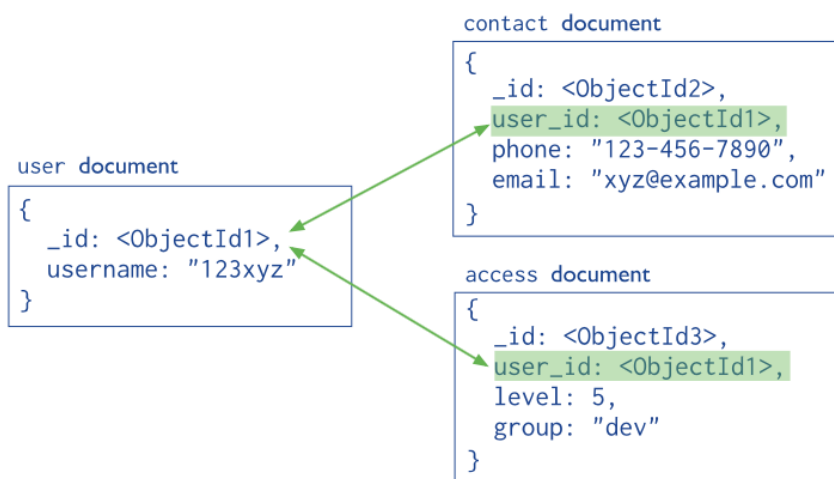 contact document
{
_id: <ObjectId2>,
user_id: <ObjectId1>,
phone: "123-456-7890",
email: "xyz@example.com"
}
user document
{
_id: <ObjectId1>,
username: "123xyz"
}
access document
{
_id: <ObjectId3>,
user_id: <ObjectId1>,
level: 5,
group: "dev"
}